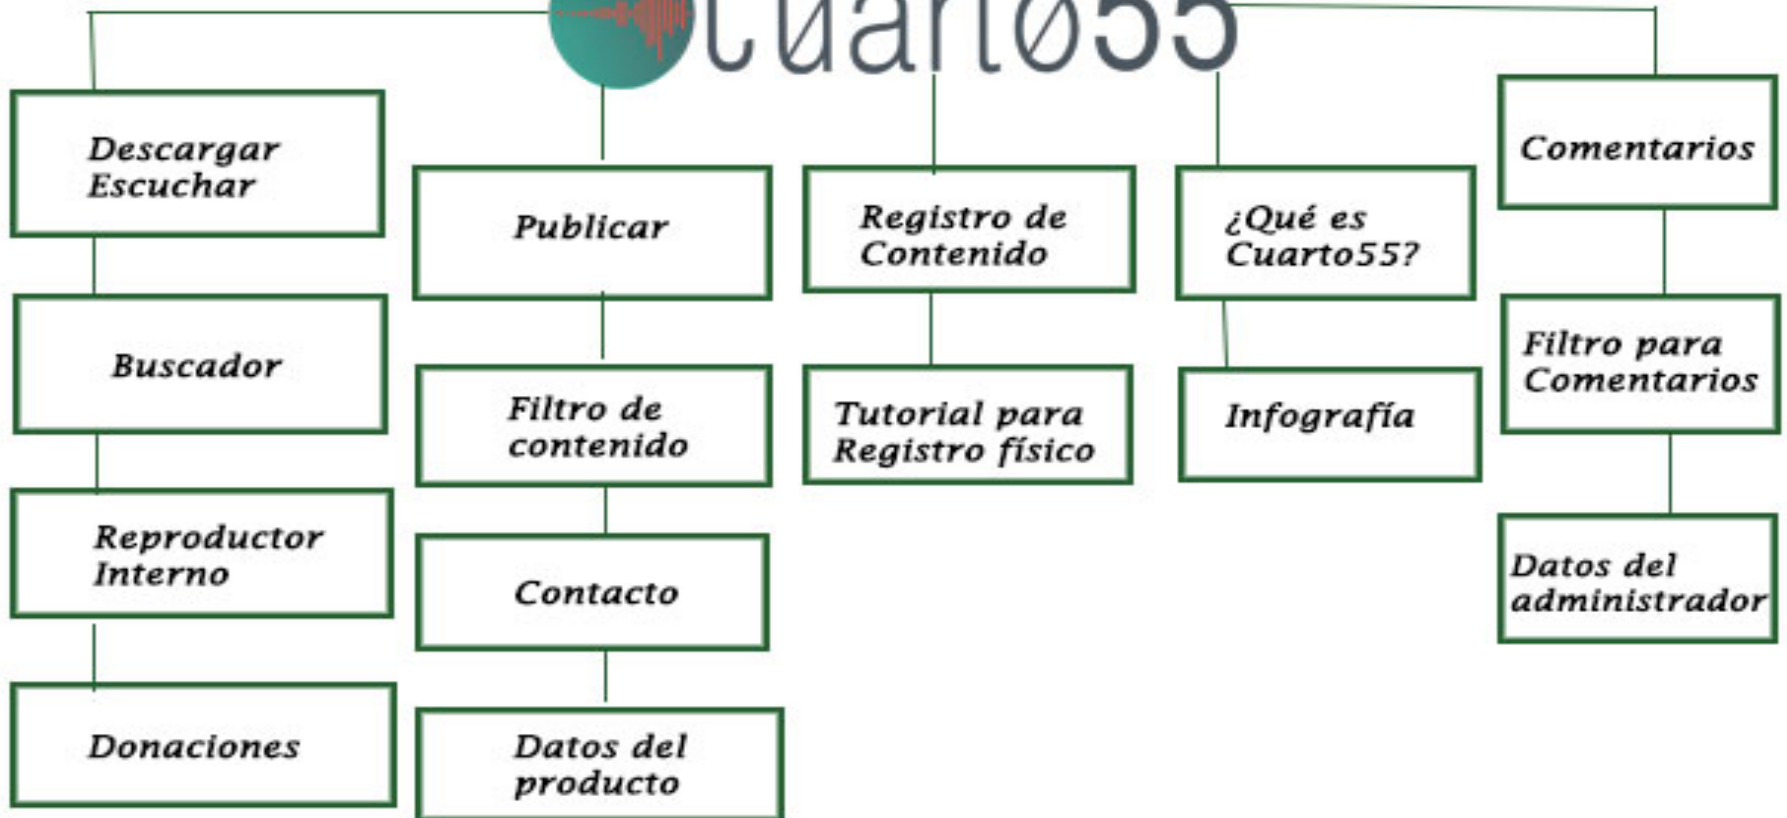 cuarto55
Descargar
Escuchar
Buscador
Reproductor
Interno
Donaciones
Publicar
Filtro de
contenido
Contacto
Datos del
producto
Registro de
Contenido
Tutorial para
Registro físico
¿Qué es
Cuarto55?
Infografía
Comentarios
Filtro para
Comentarios
Datos del
administrador